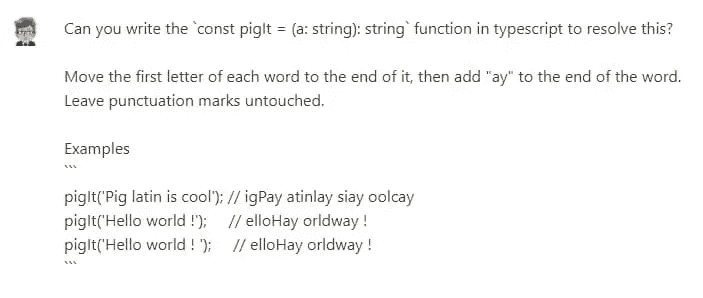 Can you write the `const pigIt = (a: string): string` function in typescript to resolve this?
Move the first letter of each word to the end of it, then add "ay" to the end of the word.
Leave punctuation marks untouched.
Examples
```
pigIt('Pig latin is cool'); // igPay atinlay siay oolcay
pigIt('Hello world !');    // elloHay orldway !
pigIt('Hello world ! ');    // elloHay orldway !
```